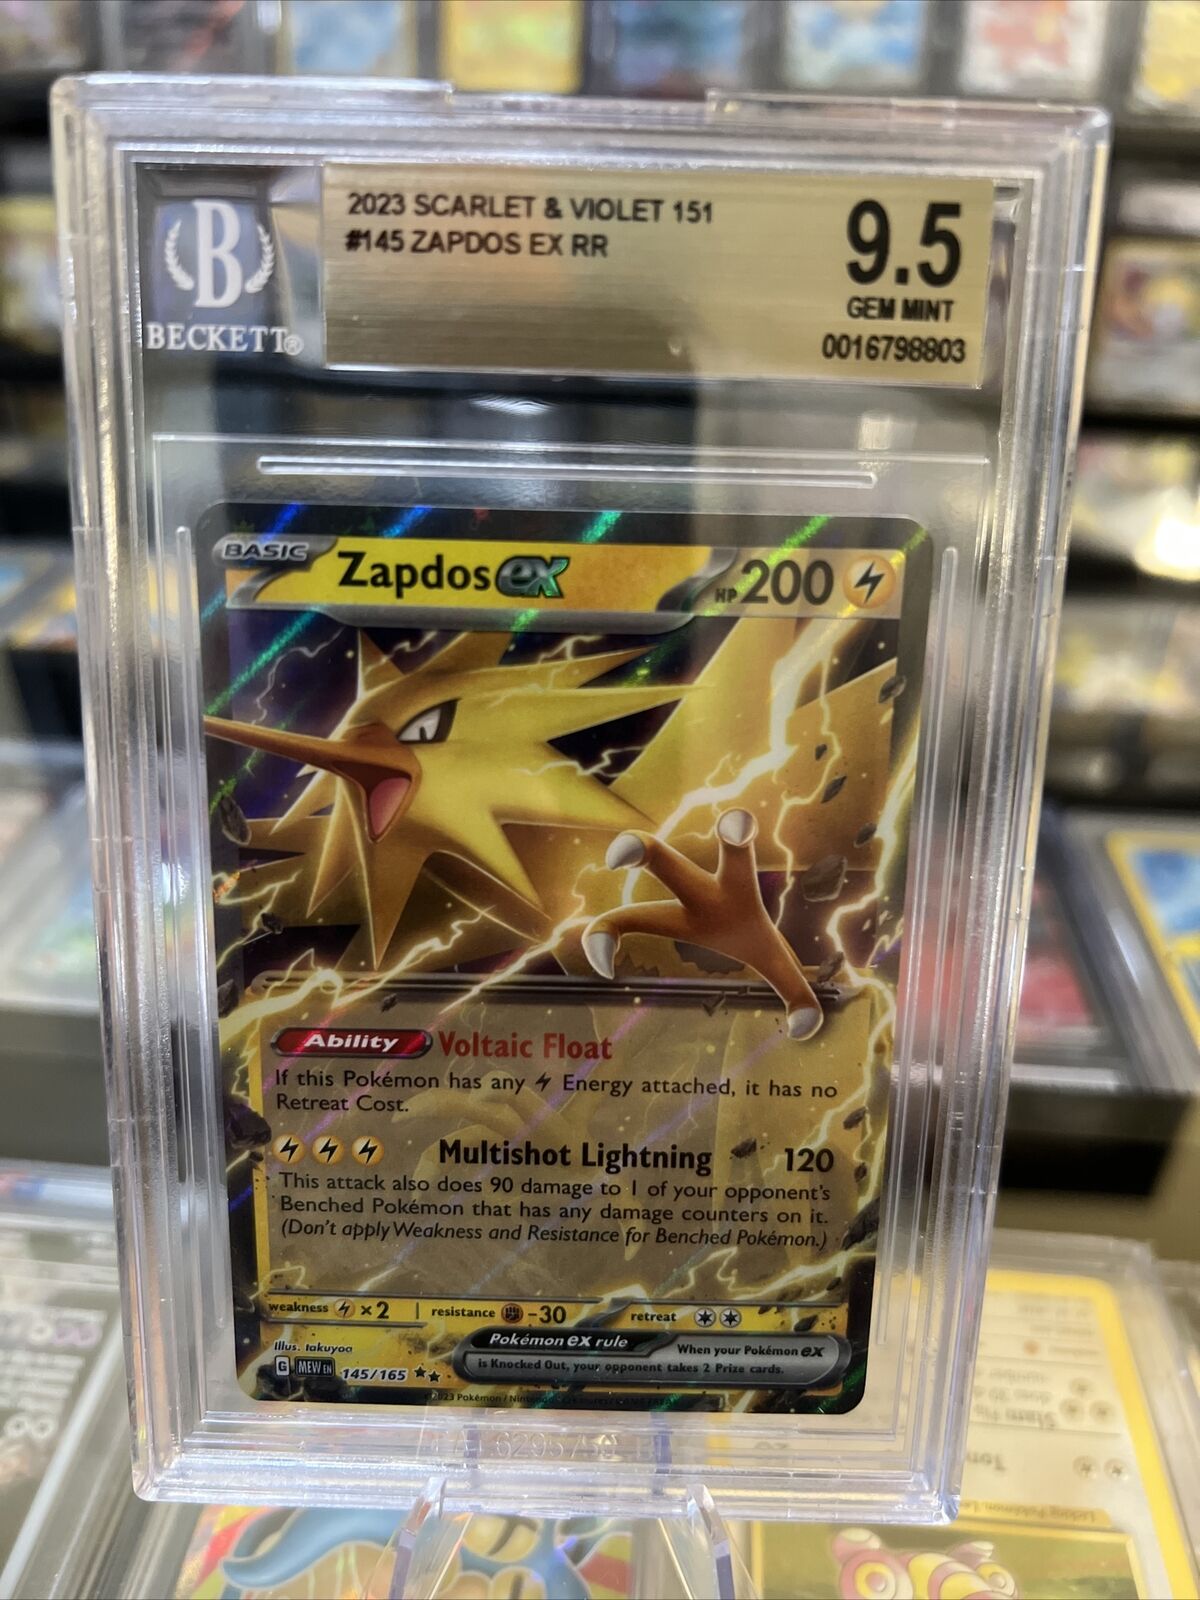 B
BECKETT®
2023 SCARLET & VIOLET 151
#145 ZAPDOS EX RR
9.5
GEM MINT
0016798803
BASIC
Zapdos ex
HP 200
Ability Voltaic Float
If this Pokémon has any Energy attached, it has no
Retreat Cost.
Multishot Lightning 120
This attack also does 90 damage to 1 of your opponent's
Benched Pokémon that has any damage counters on it.
(Don't apply Weakness and Resistance for Benched Pokémon.)
weakness ×2 resistance -30 retreat
Illus. takuyoa
Pokémon ex rule When your Pokémon ex
is Knocked Out, your opponent takes 2 Prize cards.
G MEW EN 145/165
©2023 Pokémon / Nintendo